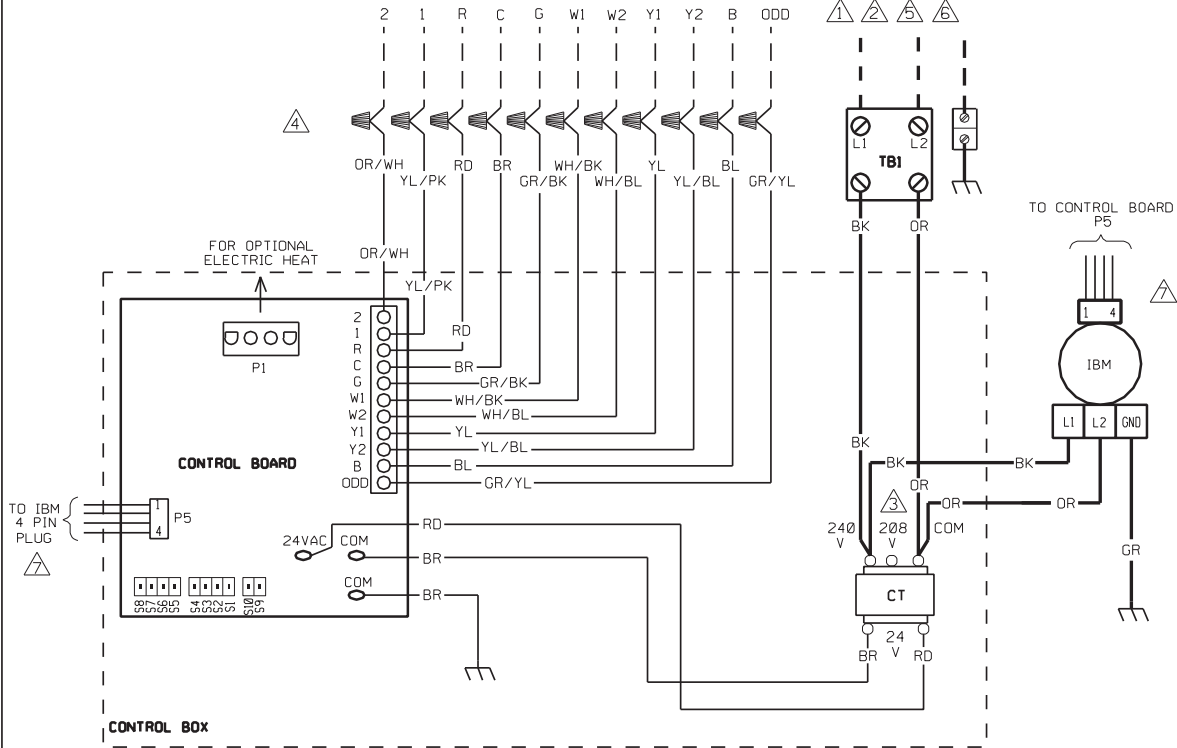 2 1 R C G W1 W2 Y1 Y2 B ODD
1 2 5 6
4
L1 L2
TB1
OR/WH RD BR WH/BK YL BL
YL/PK GR/BK WH/BL YL/BL GR/YL
BK OR
TO CONTROL BOARD
P5
7
1 4
IBM
L1 L2 GND
FOR OPTIONAL
ELECTRIC HEAT
OR/WH
YL/PK
P1
2
1
R RD
C BR
G GR/BK
W1 WH/BK
W2 WH/BL
Y1 YL
Y2 YL/BL
B BL
ODD GR/YL
CONTROL BOARD
BK
BK BK
OR
OR OR
TO IBM
4 PIN
PLUG
7
1
4
P5
3
240
V
208
V
COM
GR
24VAC COM
RD
BR
COM
BR
S8 S7 S6 S5 S4 S3 S2 S1 S10 S9
CT
24
V
BR RD
CONTROL BOX